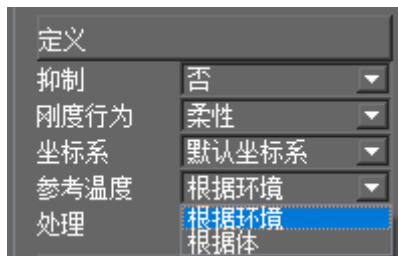 定义
抑制 否
刚度行为 柔性
坐标系 默认坐标系
参考温度 根据环境
处理 根据环境
根据体